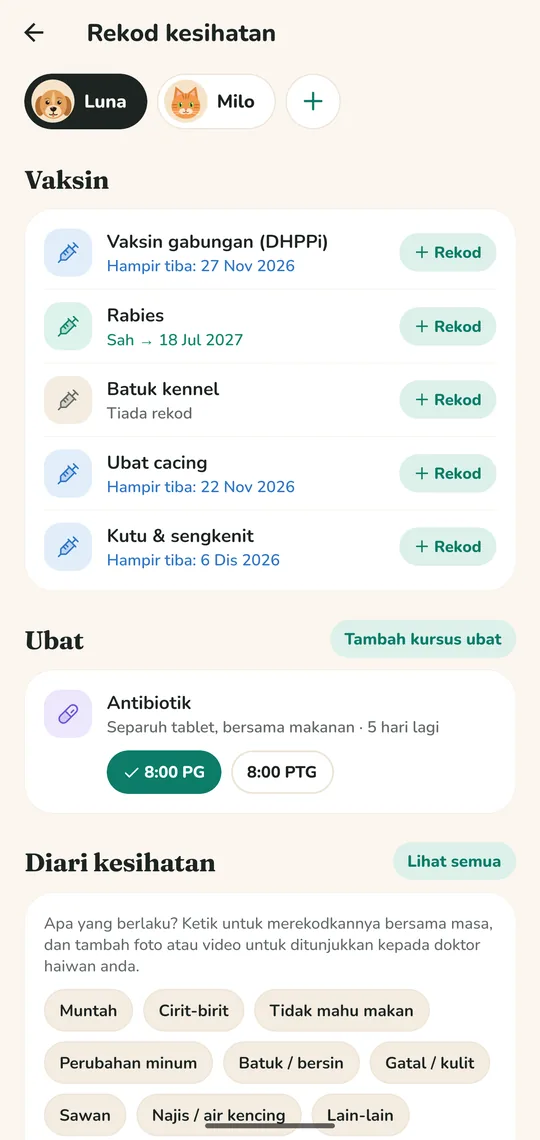 Rekod kesihatan
Luna
Milo
Vaksin
Vaksin gabungan (DHPPi)
Hampir tiba: 27 Nov 2026
+ Rekod
Rabies
Sah → 18 Jul 2027
+ Rekod
Batuk kennel
Tiada rekod
+ Rekod
Ubat cacing
Hampir tiba: 22 Nov 2026
+ Rekod
Kutu & sengkenit
Hampir tiba: 6 Dis 2026
+ Rekod
Ubat
Tambah kursus ubat
Antibiotik
Separuh tablet, bersama makanan · 5 hari lagi
✓ 8:00 PG
8:00 PTG
Diari kesihatan
Lihat semua
Apa yang berlaku? Ketik untuk merekodkannya bersama masa,
dan tambah foto atau video untuk ditunjukkan kepada doktor
haiwan anda.
Muntah
Cirit-birit
Tidak mahu makan
Perubahan minum
Batuk / bersin
Gatal / kulit
Sawan
Najis / air kencing
Lain-lain